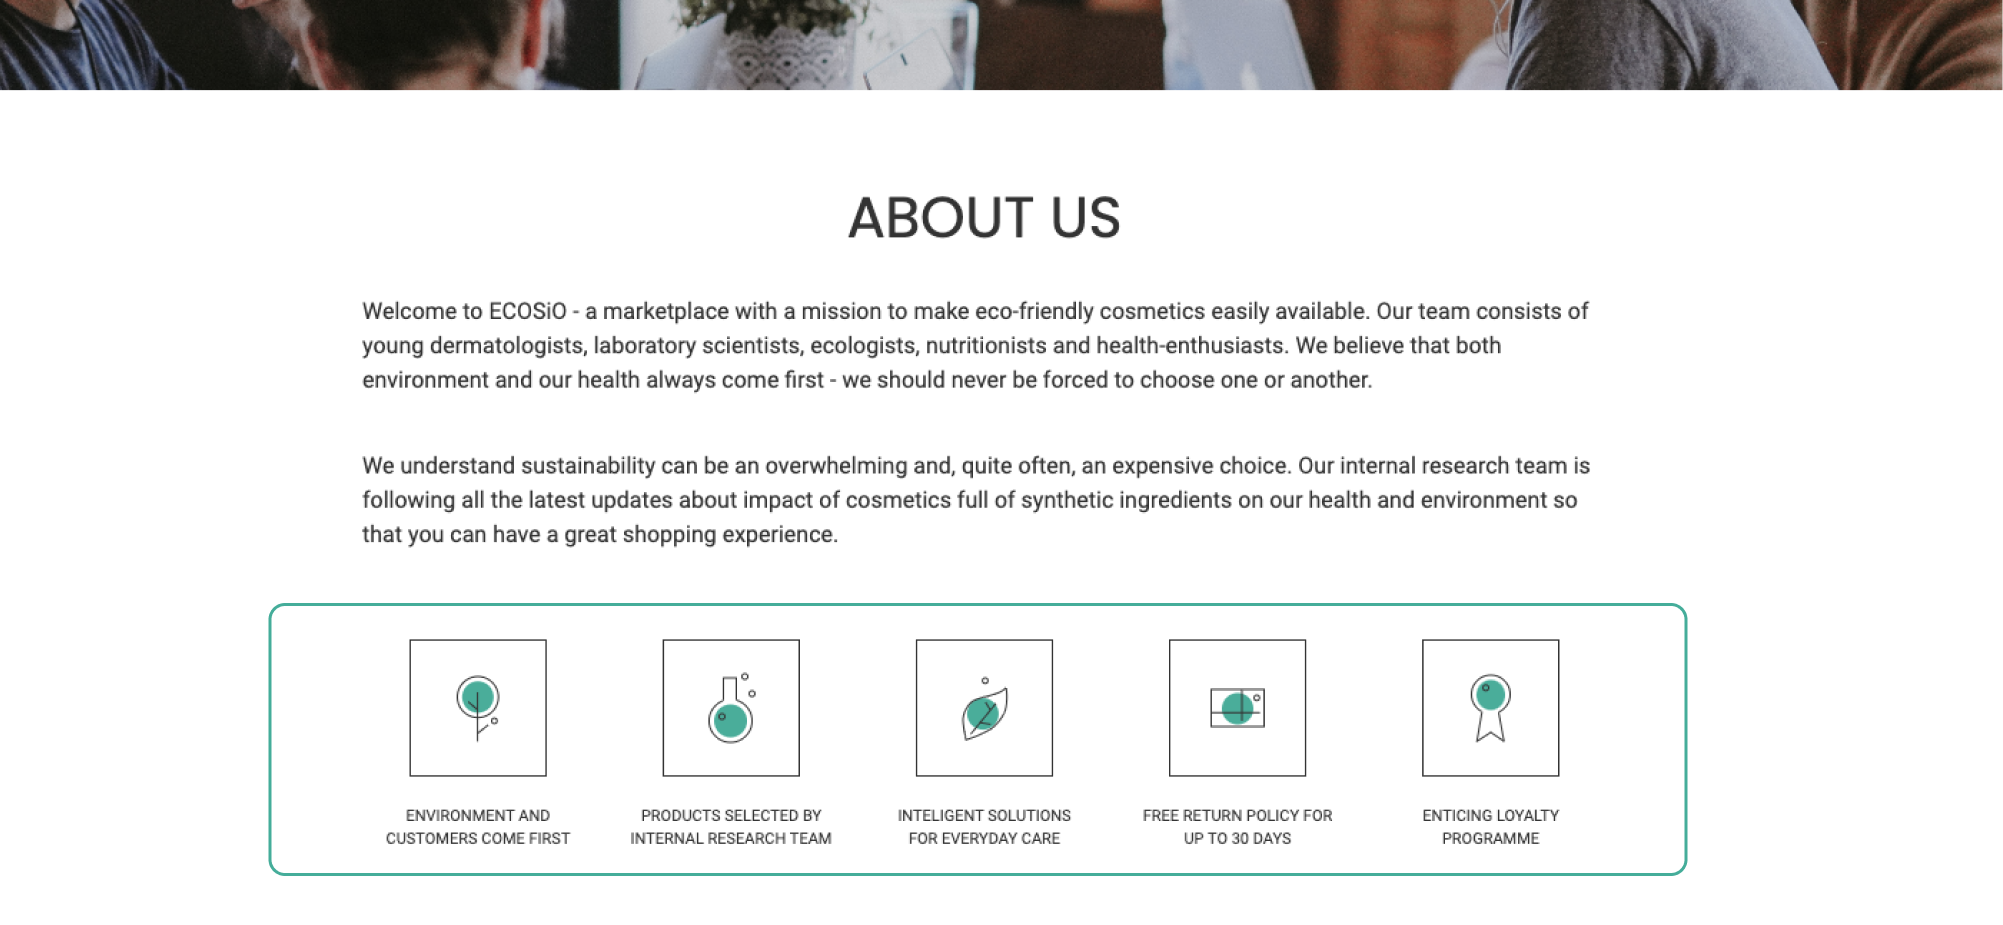 ABOUT US
Welcome to ECOSiO - a marketplace with a mission to make eco-friendly cosmetics easily available. Our team consists of
young dermatologists, laboratory scientists, ecologists, nutritionists and health-enthusiasts. We believe that both
environment and our health always come first - we should never be forced to choose one or another.
We understand sustainability can be an overwhelming and, quite often, an expensive choice. Our internal research team is
following all the latest updates about impact of cosmetics full of synthetic ingredients on our health and environment so
that you can have a great shopping experience.
ENVIRONMENT AND
CUSTOMERS COME FIRST
PRODUCTS SELECTED BY
INTERNAL RESEARCH TEAM
INTELIGENT SOLUTIONS
FOR EVERYDAY CARE
FREE RETURN POLICY FOR
UP TO 30 DAYS
ENTICING LOYALTY
PROGRAMME